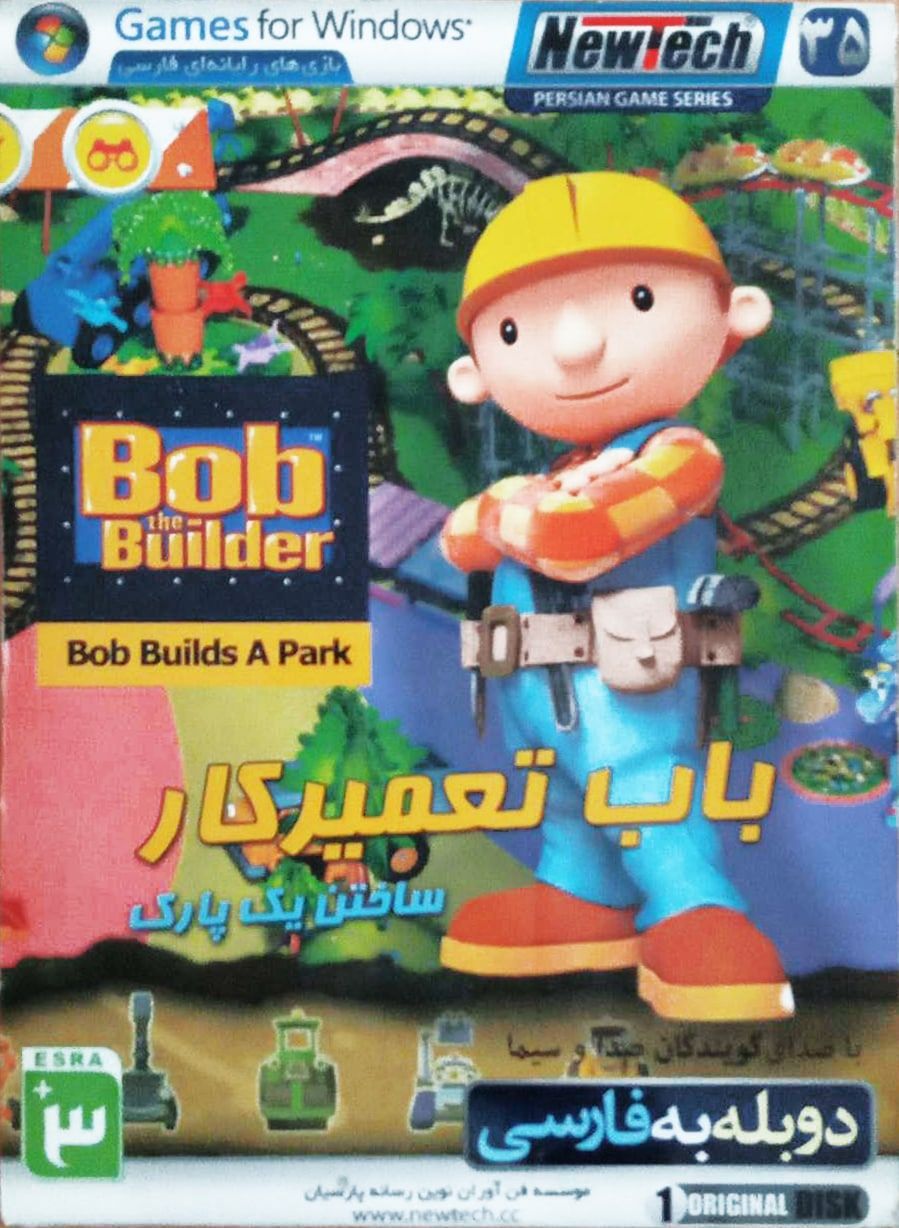 Games for Windows®
بازی های رایانه‌ای فارسی
NewTech
PERSIAN GAME SERIES
۳۵
Bob
the
Builder™
Bob Builds A Park
باب تعمیرکار
ساختن یک پارک
با صدای گویندگان صدا و سیما
دوبله به فارسی
ESRA
+۳
موسسه فن آوران نوین رسانه پارسیان
www.newtech.cc
1 ORIGINAL DISK